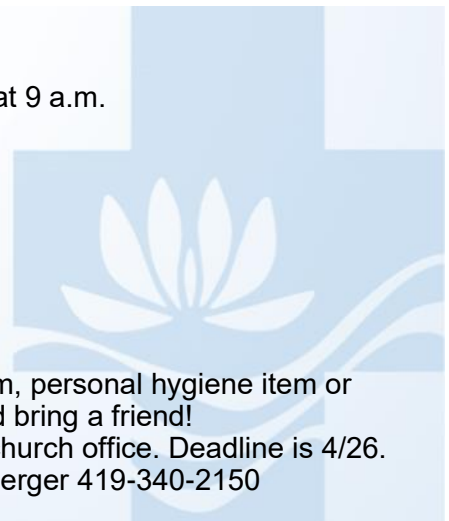 at 9 a.m.
m, personal hygiene item or
d bring a friend!
hurch office. Deadline is 4/26.
erger 419-340-2150